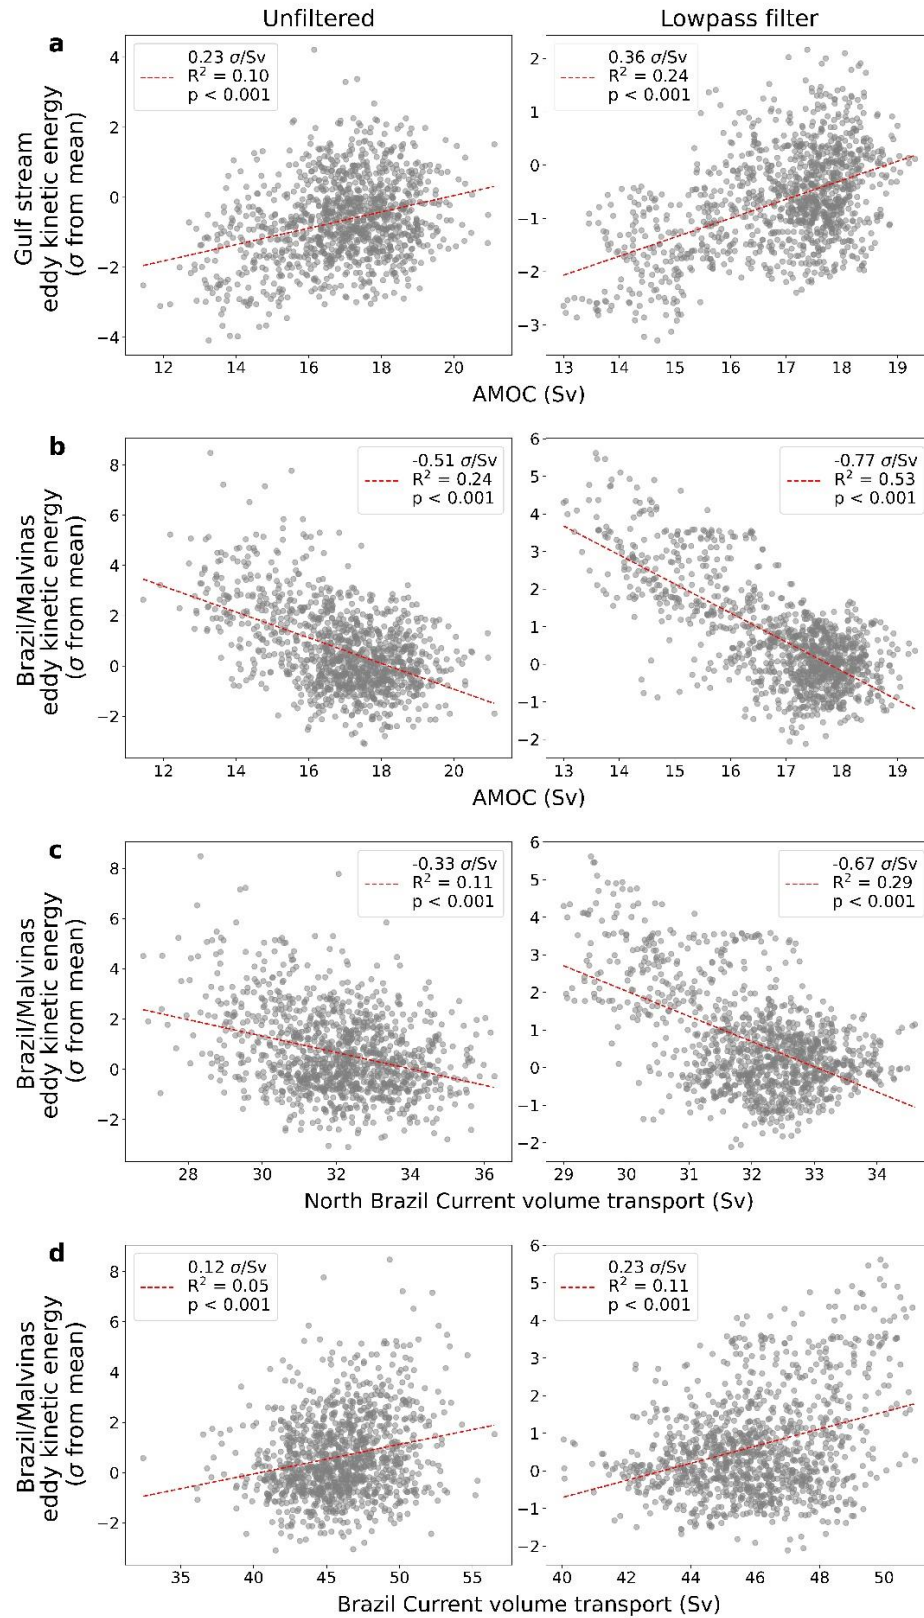 Unfiltered
Lowpass filter
a
0.23 σ/Sv
R² = 0.10
p < 0.001
0.36 σ/Sv
R² = 0.24
p < 0.001
Gulf stream
eddy kinetic energy
(σ from mean)
4
2
0
−2
−4
2
1
0
−1
−2
−3
12 14 16 18 20
13 14 15 16 17 18 19
AMOC (Sv)
b
-0.51 σ/Sv
R² = 0.24
p < 0.001
-0.77 σ/Sv
R² = 0.53
p < 0.001
Brazil/Malvinas
eddy kinetic energy
(σ from mean)
8
6
4
2
0
−2
6
5
4
3
2
1
0
−1
−2
12 14 16 18 20
13 14 15 16 17 18 19
AMOC (Sv)
c
-0.33 σ/Sv
R² = 0.11
p < 0.001
-0.67 σ/Sv
R² = 0.29
p < 0.001
Brazil/Malvinas
eddy kinetic energy
(σ from mean)
8
6
4
2
0
−2
6
5
4
3
2
1
0
−1
−2
28 30 32 34 36
29 30 31 32 33 34
North Brazil Current volume transport (Sv)
d
0.12 σ/Sv
R² = 0.05
p < 0.001
0.23 σ/Sv
R² = 0.11
p < 0.001
Brazil/Malvinas
eddy kinetic energy
(σ from mean)
8
6
4
2
0
−2
6
5
4
3
2
1
0
−1
−2
35 40 45 50 55
40 42 44 46 48 50
Brazil Current volume transport (Sv)